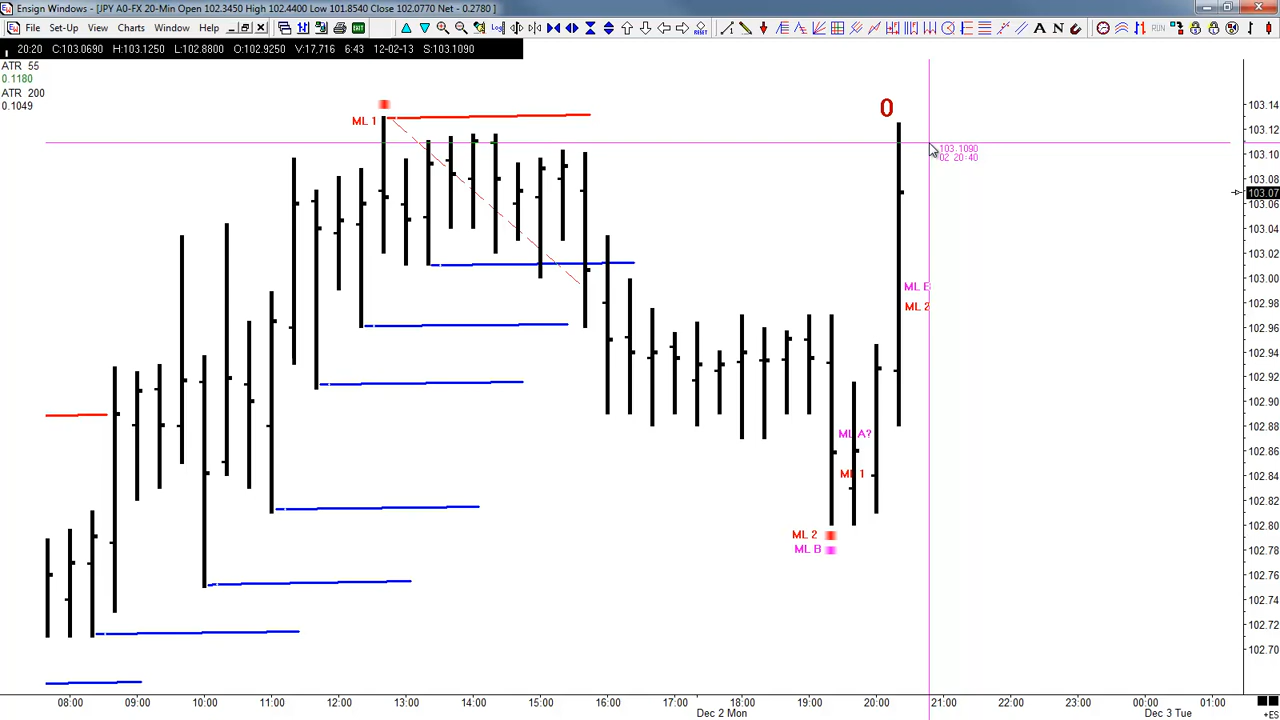 Ensign Windows - [JPY A0-FX 20-Min Open 102.3450 High 102.4400 Low 101.8540 Close 102.0770 Net - 0.2780 ]
File Set-Up View Charts Window Help
20:20 C:103.0690 H:103.1250 L:102.8800 O:102.9250 V:17.716 6:43 12-02-13 S:103.1090
ATR 55
0.1180
ATR 200
0.1049
ML 1
0
103.1090
02 20:40
ML B
ML 2
ML A?
ML 1
ML 2
ML B
103.14
103.12
103.10
103.08
103.07
103.06
103.04
103.02
103.00
102.98
102.96
102.94
102.92
102.90
102.88
102.86
102.84
102.82
102.80
102.78
102.76
102.74
102.72
102.70
08:00 09:00 10:00 11:00 12:00 13:00 14:00 15:00 16:00 17:00 18:00 19:00 20:00 21:00 22:00 23:00 00:00 01:00
Dec 2 Mon Dec 3 Tue
+ES